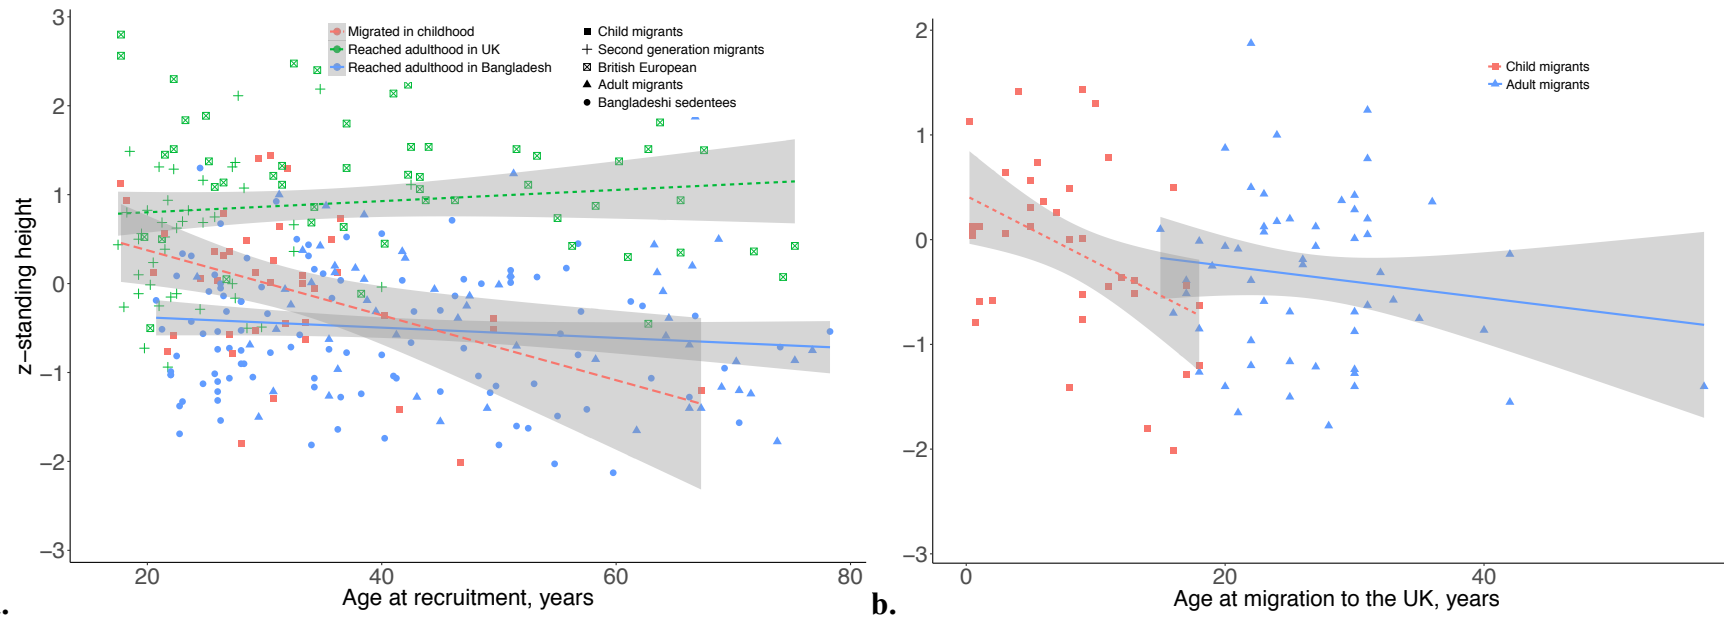 3
2
1
0
−1
−2
−3
z−standing height
Migrated in childhood
Reached adulthood in UK
Reached adulthood in Bangladesh
Child migrants
Second generation migrants
British European
Adult migrants
Bangladeshi sedentees
20 40 60 80
Age at recruitment, years
2
1
0
−1
−2
−3
Child migrants
Adult migrants
0 20 40
Age at migration to the UK, years
b.